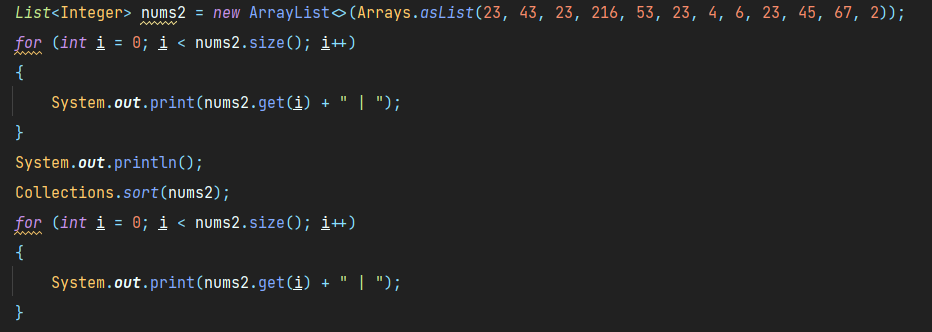 List<Integer> nums2 = new ArrayList<>(Arrays.asList(23, 43, 23, 216, 53, 23, 4, 6, 23, 45, 67, 2));
for (int i = 0; i < nums2.size(); i++)
{
    System.out.print(nums2.get(i) + " | ");
}
System.out.println();
Collections.sort(nums2);
for (int i = 0; i < nums2.size(); i++)
{
    System.out.print(nums2.get(i) + " | ");
}